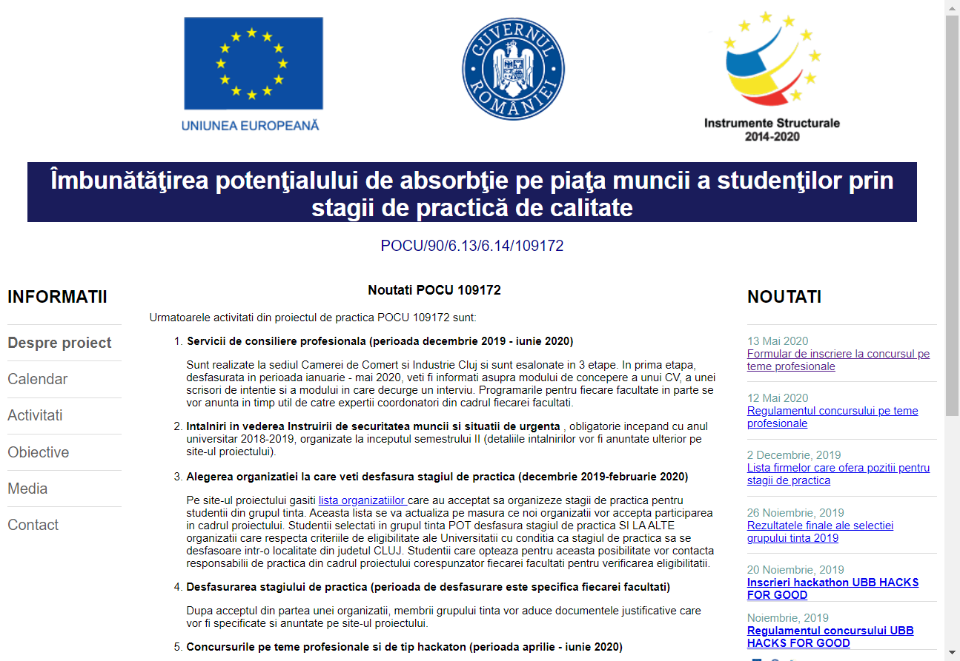 UNIUNEA EUROPEANĂ
GUVERNUL ROMÂNIEI
Instrumente Structurale
2014-2020
Îmbunătăţirea potenţialului de absorbţie pe piaţa muncii a studenţilor prin
stagii de practică de calitate
POCU/90/6.13/6.14/109172
INFORMATII
Despre proiect
Calendar
Activitati
Obiective
Media
Contact
Noutati POCU 109172
Urmatoarele activitati din proiectul de practica POCU 109172 sunt:
1. Servicii de consiliere profesionala (perioada decembrie 2019 - iunie 2020)
Sunt realizate la sediul Camerei de Comert si Industrie Cluj si sunt esalonate in 3 etape. In prima etapa,
desfasurata in perioada ianuarie - mai 2020, veti fi informati asupra modului de concepere a unui CV, a unei
scrisori de intentie si a modului in care decurge un interviu. Programarile pentru fiecare facultate in parte se
vor anunta in timp util de catre expertii coordonatori din cadrul fiecarei facultati.
2. Intalniri in vederea Instruirii de securitatea muncii si situatii de urgenta , obligatorie incepand cu anul
universitar 2018-2019, organizate la inceputul semestrului II (detaliile intalnirilor vor fi anuntate ulterior pe
site-ul proiectului).
3. Alegerea organizatiei la care veti desfasura stagiul de practica (decembrie 2019-februarie 2020)
Pe site-ul proiectului gasiti lista organizatiilor care au acceptat sa organizeze stagii de practica pentru
studentii din grupul tinta. Aceasta lista se va actualiza pe masura ce noi organizatii vor accepta participarea
in cadrul proiectului. Studentii selectati in grupul tinta POT desfasura stagiul de practica SI LA ALTE
organizatii care respecta criteriile de eligibilitate ale Universitatii cu conditia ca stagiul de practica sa se
desfasoare intr-o localitate din judetul CLUJ. Studentii care opteaza pentru aceasta posibilitate vor contacta
responsabilii de practica din cadrul proiectului corespunzator fiecarei facultati pentru verificarea eligibilitatii.
4. Desfasurarea stagiului de practica (perioada de desfasurare este specifica fiecarei facultati)
Dupa acceptul din partea unei organizatii, membrii grupului tinta vor aduce documentele justificative care
vor fi specificate si anuntate pe site-ul proiectului.
5. Concursurile pe teme profesionale si de tip hackaton (perioada aprilie - iunie 2020)
NOUTATI
13 Mai 2020
Formular de inscriere la concursul pe
teme profesionale
12 Mai 2020
Regulamentul concursului pe teme
profesionale
2 Decembrie, 2019
Lista firmelor care ofera pozitii pentru
stagii de practica
26 Noiembrie, 2019
Rezultatele finale ale selectiei
grupului tinta 2019
20 Noiembrie, 2019
Inscrieri hackathon UBB HACKS
FOR GOOD
Noiembrie, 2019
Regulamentul concursului UBB
HACKS FOR GOOD